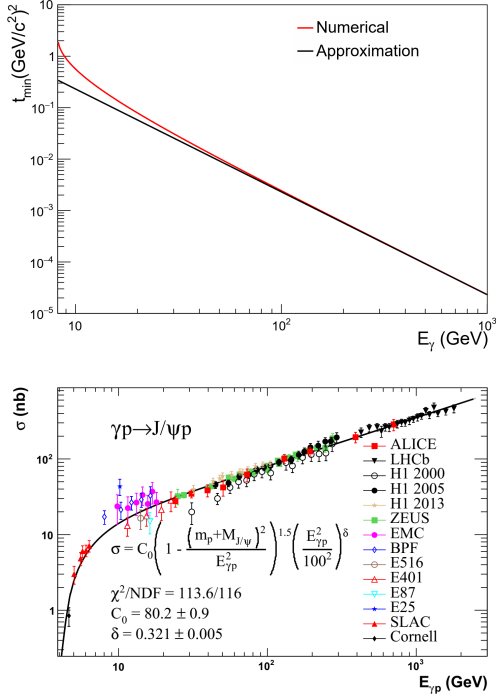 t_min(GeV/c²)²
10
1
10⁻¹
10⁻²
10⁻³
10⁻⁴
10⁻⁵
Numerical
Approximation
10
10²
10³
E_γ (GeV)
σ (nb)
10²
10
1
γp→J/ψp
ALICE
LHCb
H1 2000
H1 2005
H1 2013
ZEUS
EMC
BPF
E516
E401
E87
E25
SLAC
Cornell
σ = C₀(1 - (m_p+M_J/ψ)²/E²_γp)^1.5 (E²_γp/100²)^δ
χ²/NDF = 113.6/116
C₀ = 80.2 ± 0.9
δ = 0.321 ± 0.005
10
10²
10³
E_γp (GeV)